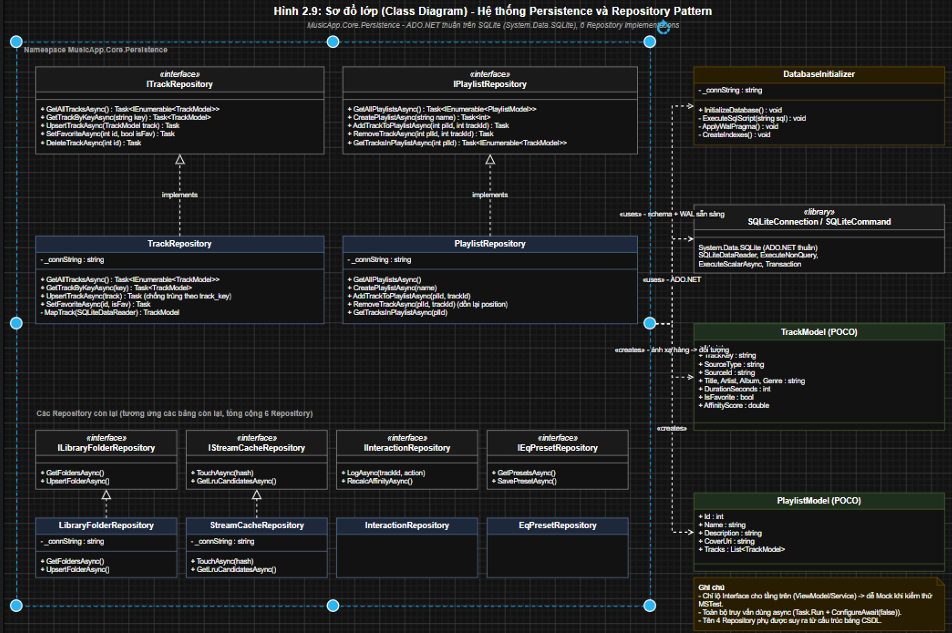 Hình 2.9: Sơ đồ lớp (Class Diagram) - Hệ thống Persistence và Repository Pattern
MusicApp.Core.Persistence - ADO.NET thuần trên SQLite (System.Data.SQLite), 6 Repository Implementations
Namespace MusicApp.Core.Persistence
«interface»
ITrackRepository
+ GetAllTracksAsync() : Task<IEnumerable<TrackModel>>
+ GetTrackByKeyAsync(string key) : Task<TrackModel>
+ UpsertTrackAsync(TrackModel track) : Task
+ SetFavoriteAsync(int id, bool isFav) : Task
+ DeleteTrackAsync(int id) : Task
«interface»
IPlaylistRepository
+ GetAllPlaylistsAsync() : Task<IEnumerable<PlaylistModel>>
+ CreatePlaylistAsync(string name) : Task<int>
+ AddTrackToPlaylistAsync(int plId, int trackId) : Task
+ RemoveTrackAsync(int plId, int trackId) : Task
+ GetTracksInPlaylistAsync(int plId) : Task<IEnumerable<TrackModel>>
DatabaseInitializer
- _connString : string
+ InitializeDatabase() : void
- ExecuteSqlScript(string sql) : void
- ApplyWalPragma() : void
- CreateIndexes() : void
implements
implements
«uses» - schema + WAL sẵn sàng
«library»
SQLiteConnection / SQLiteCommand
System.Data.SQLite (ADO.NET thuần)
SQLiteDataReader, ExecuteNonQuery,
ExecuteScalarAsync, Transaction
TrackRepository
- _connString : string
+ GetAllTracksAsync() : Task<IEnumerable<TrackModel>>
+ GetTrackByKeyAsync(key) : Task<TrackModel>
+ UpsertTrackAsync(track) : Task (chống trùng theo track_key)
+ SetFavoriteAsync(id, isFav) : Task
- MapTrack(SQLiteDataReader) : TrackModel
PlaylistRepository
- _connString : string
+ GetAllPlaylistsAsync()
+ CreatePlaylistAsync(name)
+ AddTrackToPlaylistAsync(plId, trackId)
+ RemoveTrackAsync(plId, trackId) (dồn lại position)
+ GetTracksInPlaylistAsync(plId)
«uses» - ADO.NET
«creates» - ánh xạ hàng -> đối tượng
TrackModel (POCO)
+ TrackKey : string
+ SourceType : string
+ SourceId : string
+ Title, Artist, Album, Genre : string
+ DurationSeconds : int
+ IsFavorite : bool
+ AffinityScore : double
«creates»
Các Repository còn lại (tương ứng các bảng còn lại, tổng cộng 6 Repository)
«interface»
ILibraryFolderRepository
+ GetFoldersAsync()
+ UpsertFolderAsync()
«interface»
IStreamCacheRepository
+ TouchAsync(hash)
+ GetLruCandidatesAsync()
«interface»
IInteractionRepository
+ LogAsync(trackId, action)
+ RecalcAffinityAsync()
«interface»
IEqPresetRepository
+ GetPresetsAsync()
+ SavePresetAsync()
LibraryFolderRepository
- _connString : string
+ GetFoldersAsync()
+ UpsertFolderAsync()
StreamCacheRepository
- _connString : string
+ TouchAsync(hash)
+ GetLruCandidatesAsync()
InteractionRepository
EqPresetRepository
PlaylistModel (POCO)
+ Id : int
+ Name : string
+ Description : string
+ CoverUri : string
+ Tracks : List<TrackModel>
Ghi chú
- Chỉ lộ Interface cho tầng trên (ViewModel/Service) -> dễ Mock khi kiểm thử
MSTest.
- Toàn bộ truy vấn dùng async (Task.Run + ConfigureAwait(false)).
- Tên 4 Repository phụ được suy ra từ cấu trúc bảng CSDL.